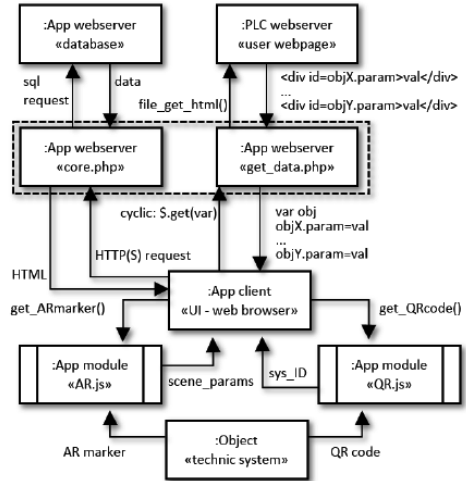 :App webserver
«database»
:PLC webserver
«user webpage»
sql
request
data
file_get_html()
<div id=objX.param>val</div>
...
<div id=objY.param>val</div>
:App webserver
«core.php»
:App webserver
«get_data.php»
cyclic: $.get(var)
var obj
objX.param=val
...
objY.param=val
HTTP(S) request
HTML
:App client
«UI - web browser»
get_ARmarker()
get_QRcode()
:App module
«AR.js»
scene_params
sys_ID
:App module
«QR.js»
:Object
«technic system»
AR marker
QR code